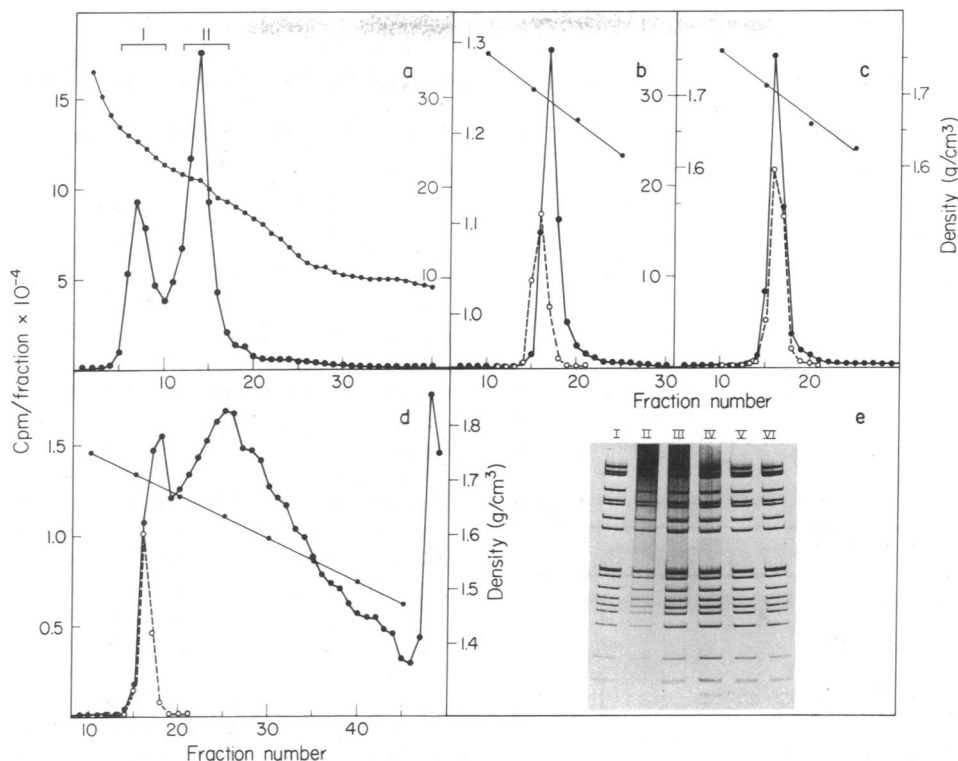 I II
a
15
10
5
10 20 30
1.3
1.2
1.1
1.0
30
20
10
b
10 20 30
1.7
1.6
30
20
10
c
10 20
1.7
1.6
Density (g/cm³)
Cpm/fraction × 10⁻⁴
Fraction number
d
1.5
1.0
0.5
10 20 30 40
1.8
1.7
1.6
1.5
1.4
Density (g/cm³)
Fraction number
e
I II III IV V VI